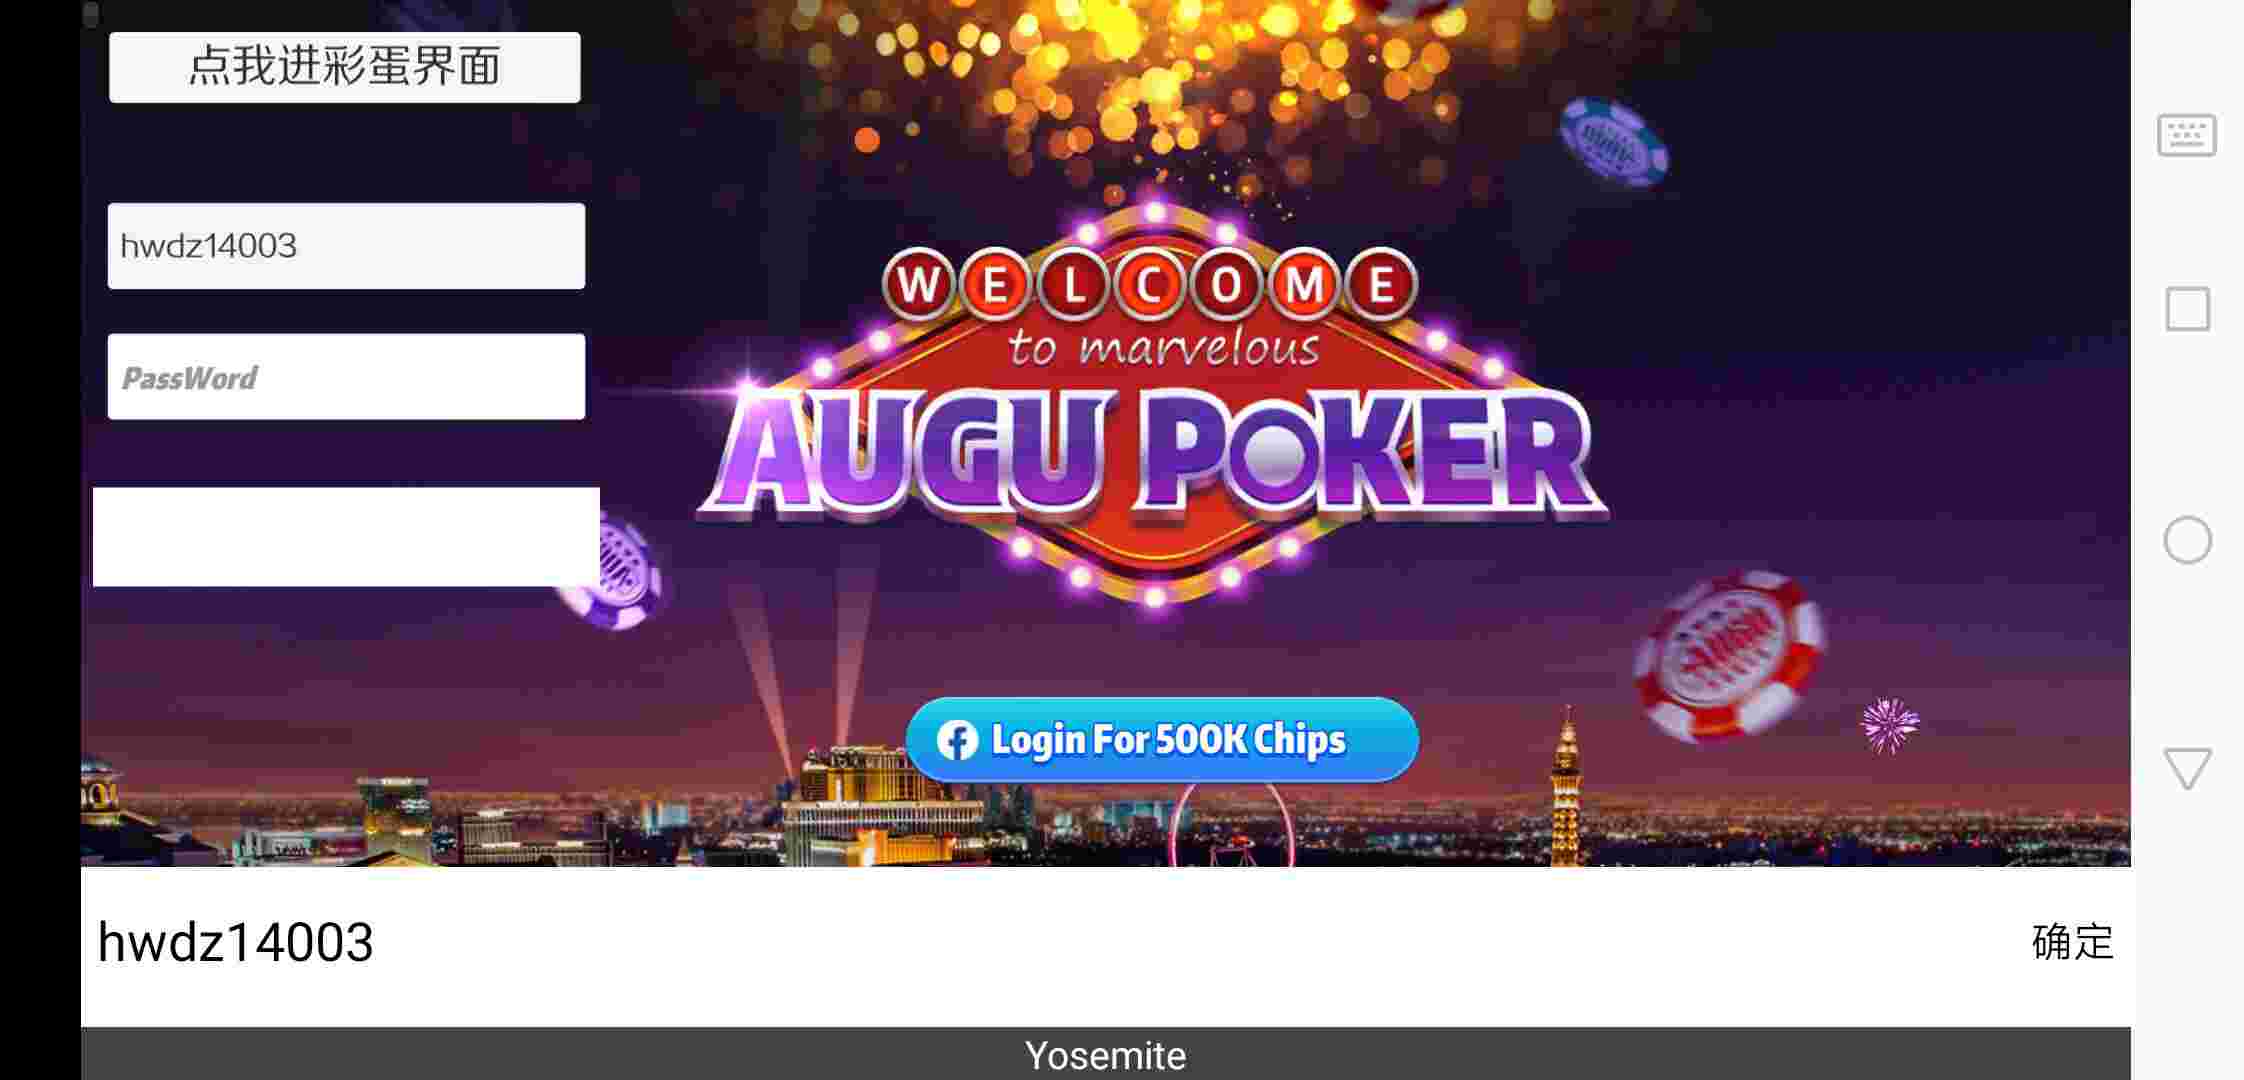 点我进彩蛋界面
hwdz14003
PassWord
WELCOME
to marvelous
AUGU POKER
Login For 500K Chips
hwdz14003
确定
Yosemite